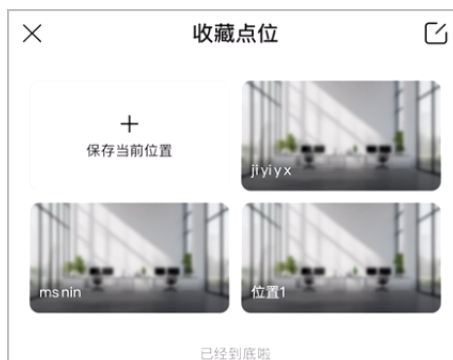 收藏点位
保存当前位置
jiyiyx
msnin
位置1
已经到底啦